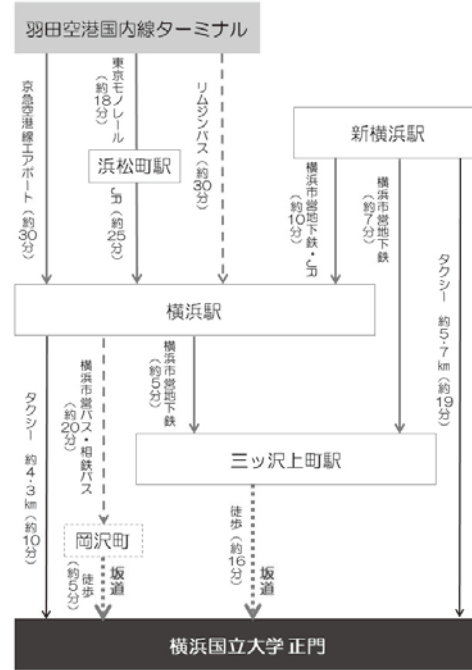 羽田空港国内線ターミナル
京急空港線エアポート(約30分)
東京モノレール
(約18分)
リムジンバス(約30分)
浜松町駅
JR(約25分)
新横浜駅
横浜市営地下鉄・JR
(約10分)
横浜市営地下鉄
(約7分)
タクシー 約5・7㎞(約19分)
横浜駅
タクシー 約4・3㎞(約10分)
横浜市営バス・相鉄バス
(約20分)
横浜市営地下鉄
(約5分)
三ッ沢上町駅
岡沢町
徒歩
(約5分)
坂道
徒歩(約16分)
坂道
横浜国立大学 正門